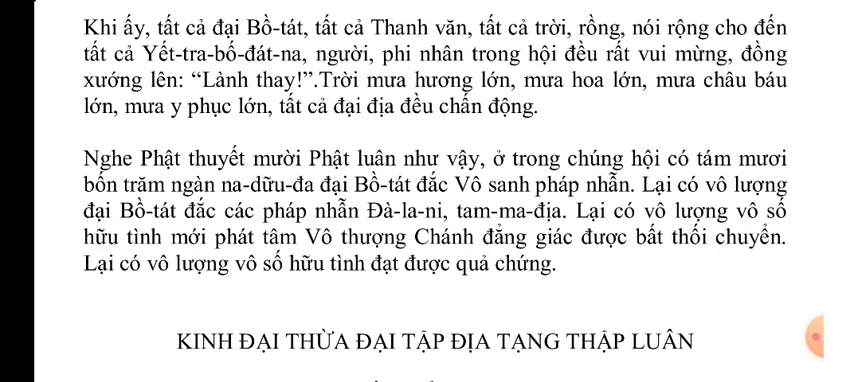 Khi ấy, tất cả đại Bồ-tát, tất cả Thanh văn, tất cả trời, rồng, nói rộng cho đến
tất cả Yết-tra-bố-đát-na, người, phi nhân trong hội đều rất vui mừng, đồng
xướng lên: “Lành thay!”.Trời mưa hương lớn, mưa hoa lớn, mưa châu báu
lớn, mưa y phục lớn, tất cả đại địa đều chấn động.
Nghe Phật thuyết mười Phật luân như vậy, ở trong chúng hội có tám mươi
bốn trăm ngàn na-dữu-đa đại Bồ-tát đắc Vô sanh pháp nhẫn. Lại có vô lượng
đại Bồ-tát đắc các pháp nhẫn Đà-la-ni, tam-ma-địa. Lại có vô lượng vô số
hữu tình mới phát tâm Vô thượng Chánh đẳng giác được bất thối chuyển.
Lại có vô lượng vô số hữu tình đạt được quả chứng.
KINH ĐẠI THỪA ĐẠI TẬP ĐỊA TẠNG THẬP LUÂN